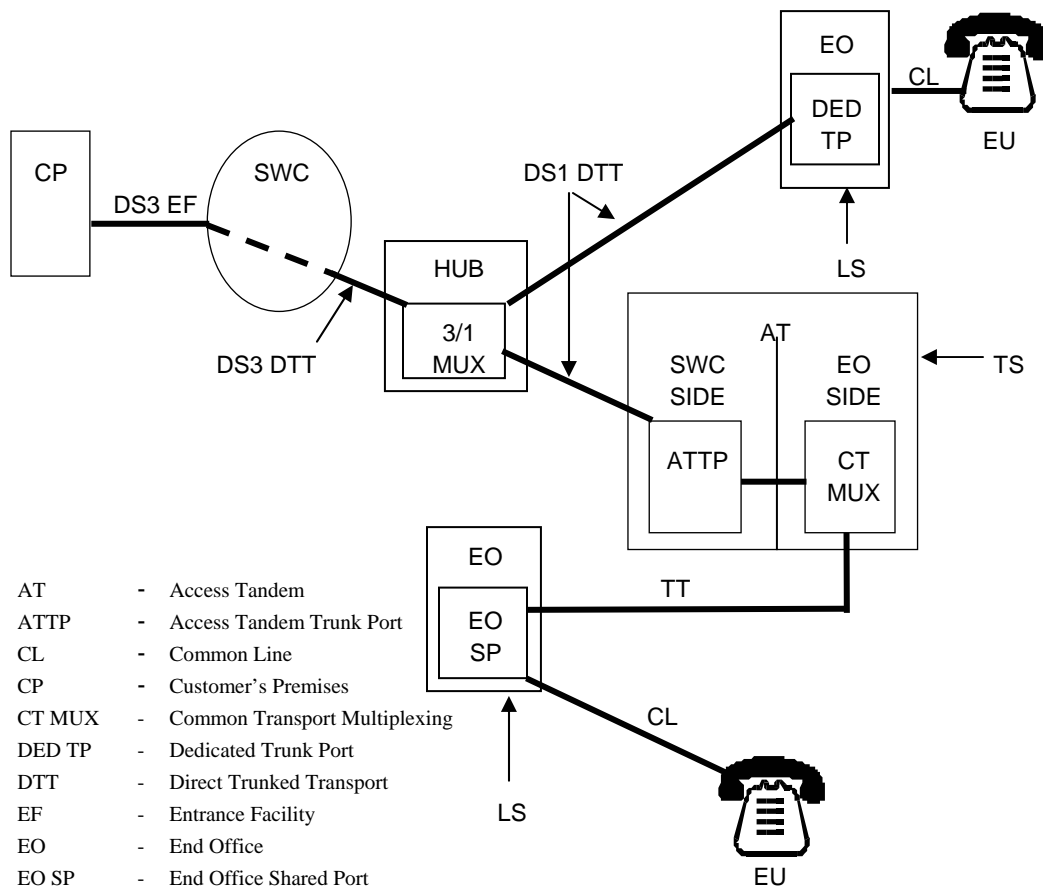 EO
DED
TP
CL
EU
LS
CP
DS3 EF
SWC
DS1 DTT
HUB
3/1
MUX
DS3 DTT
AT
SWC
SIDE
EO
SIDE
TS
ATTP
CT
MUX
TT
EO
EO
SP
LS
CL
EU
AT - Access Tandem
ATTP - Access Tandem Trunk Port
CL - Common Line
CP - Customer's Premises
CT MUX - Common Transport Multiplexing
DED TP - Dedicated Trunk Port
DTT - Direct Trunked Transport
EF - Entrance Facility
EO - End Office
EO SP - End Office Shared Port